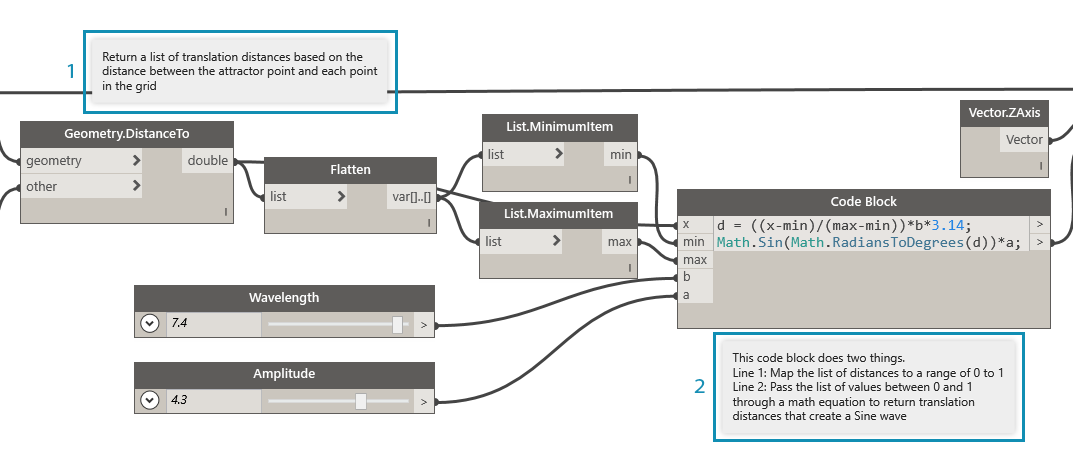 1
Return a list of translation distances based on the
distance between the attractor point and each point
in the grid
Geometry.DistanceTo
geometry >
double
other >
I
Flatten
list >
var[]..[]
I
List.MinimumItem
list >
min
I
List.MaximumItem
list >
max
I
Vector.ZAxis
Vector
I
Code Block
x
d = ((x-min)/(max-min))*b*3.14;
>
min
Math.Sin(Math.RadiansToDegrees(d))*a;
>
max
b
a
Wavelength
7.4
>
Amplitude
4.3
>
2
This code block does two things.
Line 1: Map the list of distances to a range of 0 to 1
Line 2: Pass the list of values between 0 and 1
through a math equation to return translation
distances that create a Sine wave